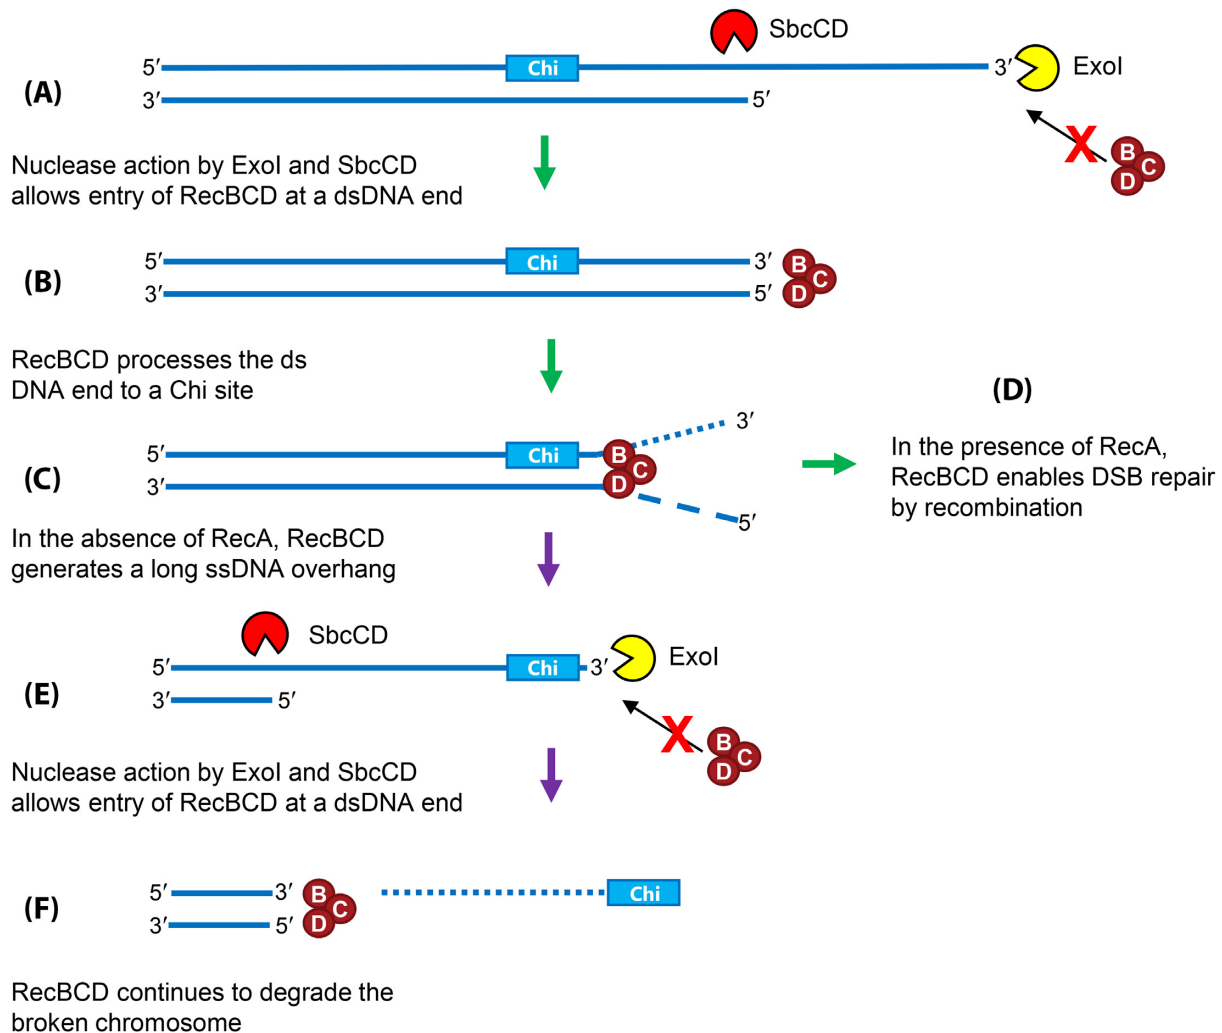 SbcCD
5′ Chi 3′ ExoI
(A)
3′ 5′
B
C
D
X
Nuclease action by ExoI and SbcCD
allows entry of RecBCD at a dsDNA end
5′ Chi 3′ B
(B) C
3′ 5′ D
RecBCD processes the ds
DNA end to a Chi site
(D)
3′
In the presence of RecA,
RecBCD enables DSB repair
by recombination
5′ Chi B
(C) C
3′ D
5′
In the absence of RecA, RecBCD
generates a long ssDNA overhang
SbcCD
5′ Chi 3′ ExoI
(E)
3′ 5′
X B
C
D
Nuclease action by ExoI and SbcCD
allows entry of RecBCD at a dsDNA end
5′ 3′ B Chi
(F) C
3′ 5′ D
RecBCD continues to degrade the
broken chromosome